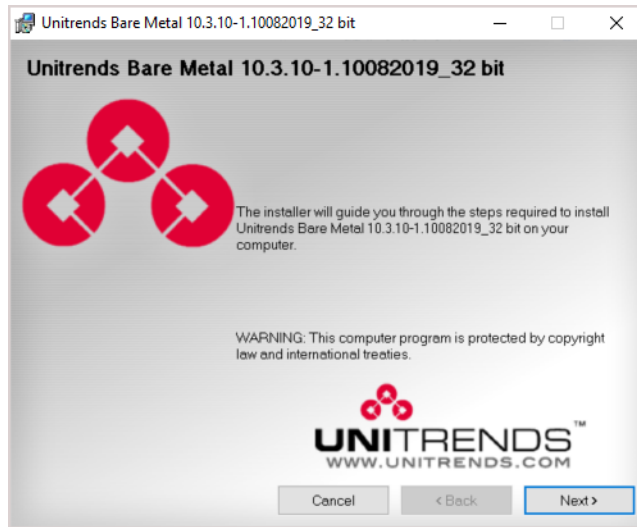 Unitrends Bare Metal 10.3.10-1.10082019_32 bit
Unitrends Bare Metal 10.3.10-1.10082019_32 bit
The installer will guide you through the steps required to install
Unitrends Bare Metal 10.3.10-1.10082019_32 bit on your
computer.
WARNING: This computer program is protected by copyright
law and international treaties.
UNITRENDS™
WWW.UNITRENDS.COM
Cancel < Back Next >